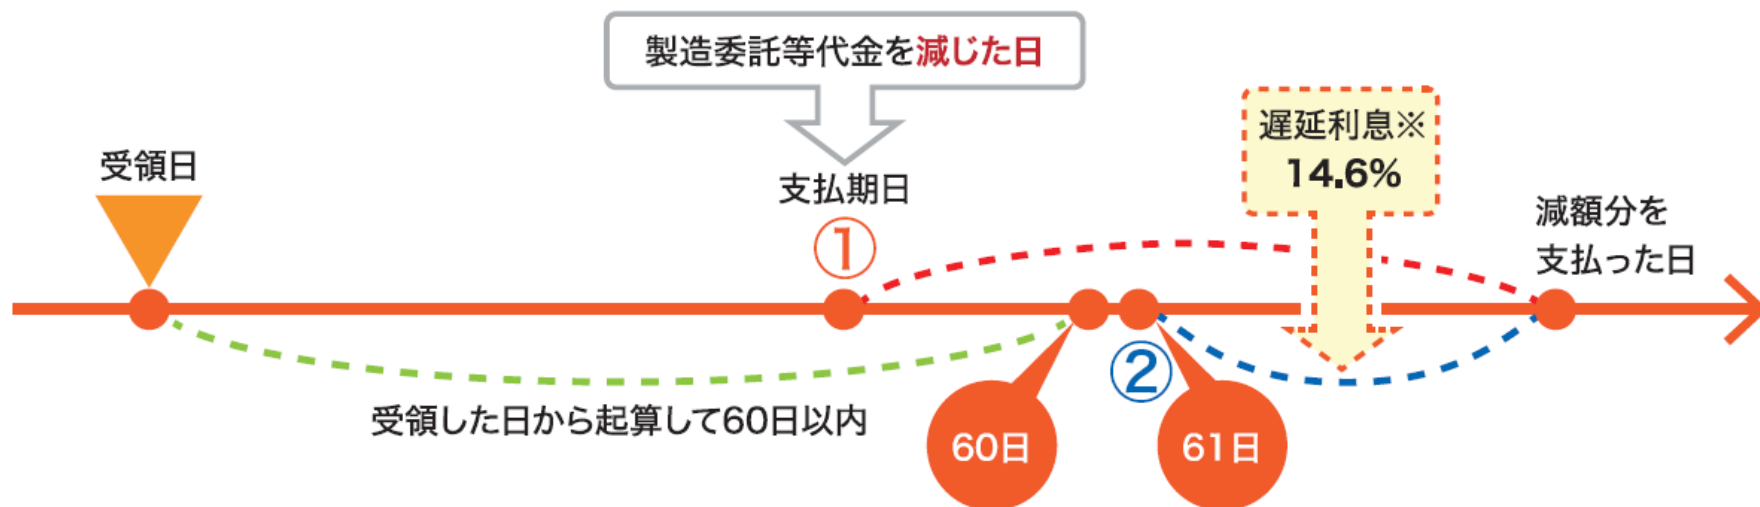 製造委託等代金を減じた日
受領日
支払期日
①
遅延利息※
14.6%
減額分を
支払った日
受領した日から起算して60日以内
60日
②
61日